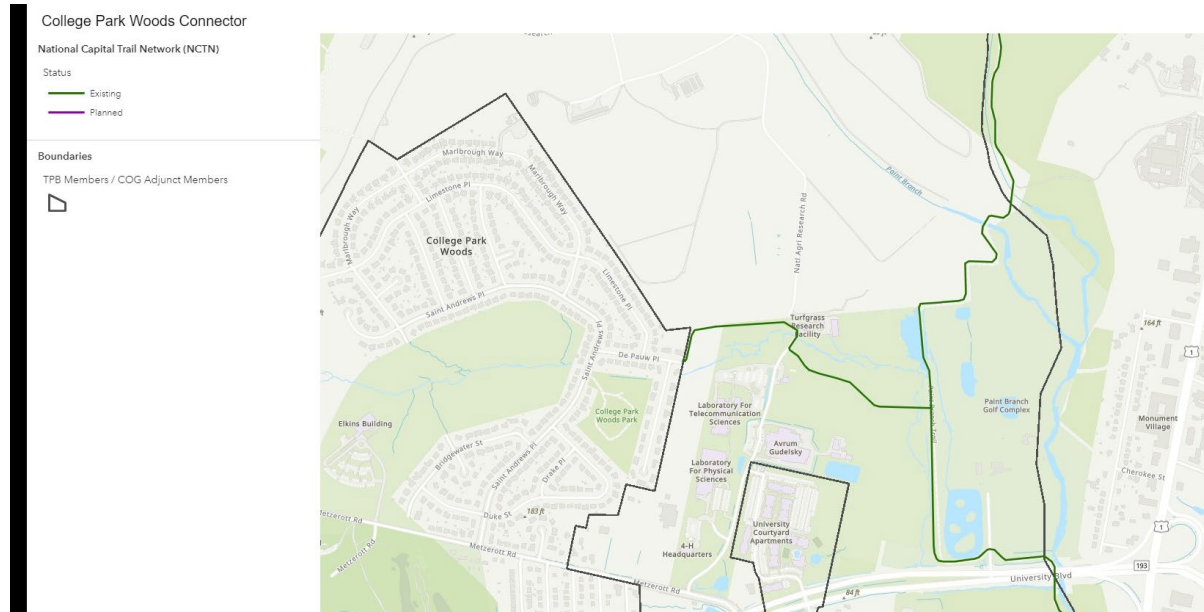 College Park Woods Connector
National Capital Trail Network (NCTN)
Status
Existing
Planned
Boundaries
TPB Members / COG Adjunct Members
Marlbrough Way
Marlbrough Way
Limestone Pl
Marlbrough Way
College Park
Woods
Limestone Pl
Saint Andrews Pl
Saint Andrews Pl
De Pauw Pl
College Park
Woods Park
Elkins Building
Bridgewater St
Saint Andrews Pl
Drake Pl
Duke St
183 ft
Metzerott Rd
Metzerott Rd
Metzerott Rd
Metzerott Rd
Paint Branch
Natl Agri Research Rd
Turfgrass
Research
Facility
Laboratory For
Telecommunication
Sciences
Avrum
Gudelsky
Laboratory
For Physical
Sciences
University
Courtyard
Apartments
4-H
Headquarters
84 ft
Paint Branch Trail
Paint Branch
Golf Complex
164 ft
1
Monument
Village
Cherokee St
1
193
University Blvd